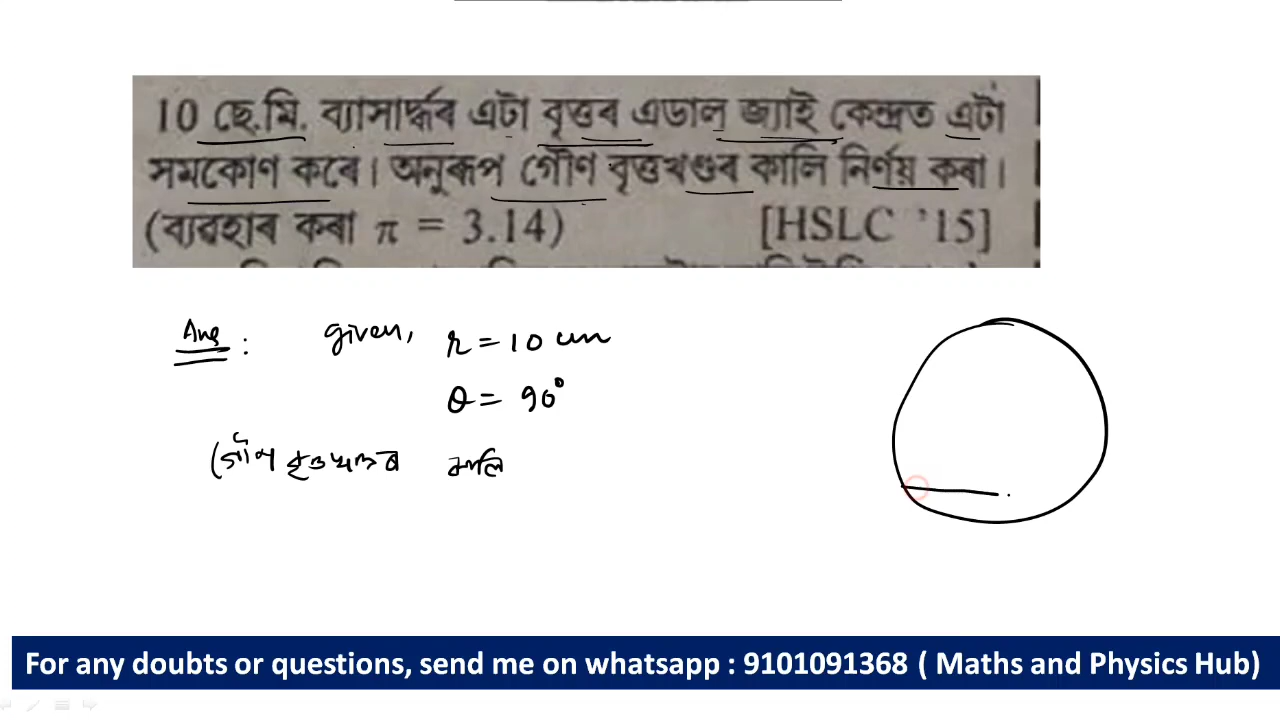 10 ছে.মি. ব্যাসাৰ্দ্ধৰ এটা বৃত্তৰ এডাল জ্যাই কেন্দ্ৰত এটা
সমকোণ কৰে। অনুৰূপ গৌণ বৃত্তখণ্ডৰ কালি নিৰ্ণয় কৰা।
(ব্যৱহাৰ কৰা π = 3.14) [HSLC '15]
Ans : given, r = 10 cm
θ = 90°
(গৌণ বৃত্তখণ্ডৰ কালি
For any doubts or questions, send me on whatsapp : 9101091368 ( Maths and Physics Hub)